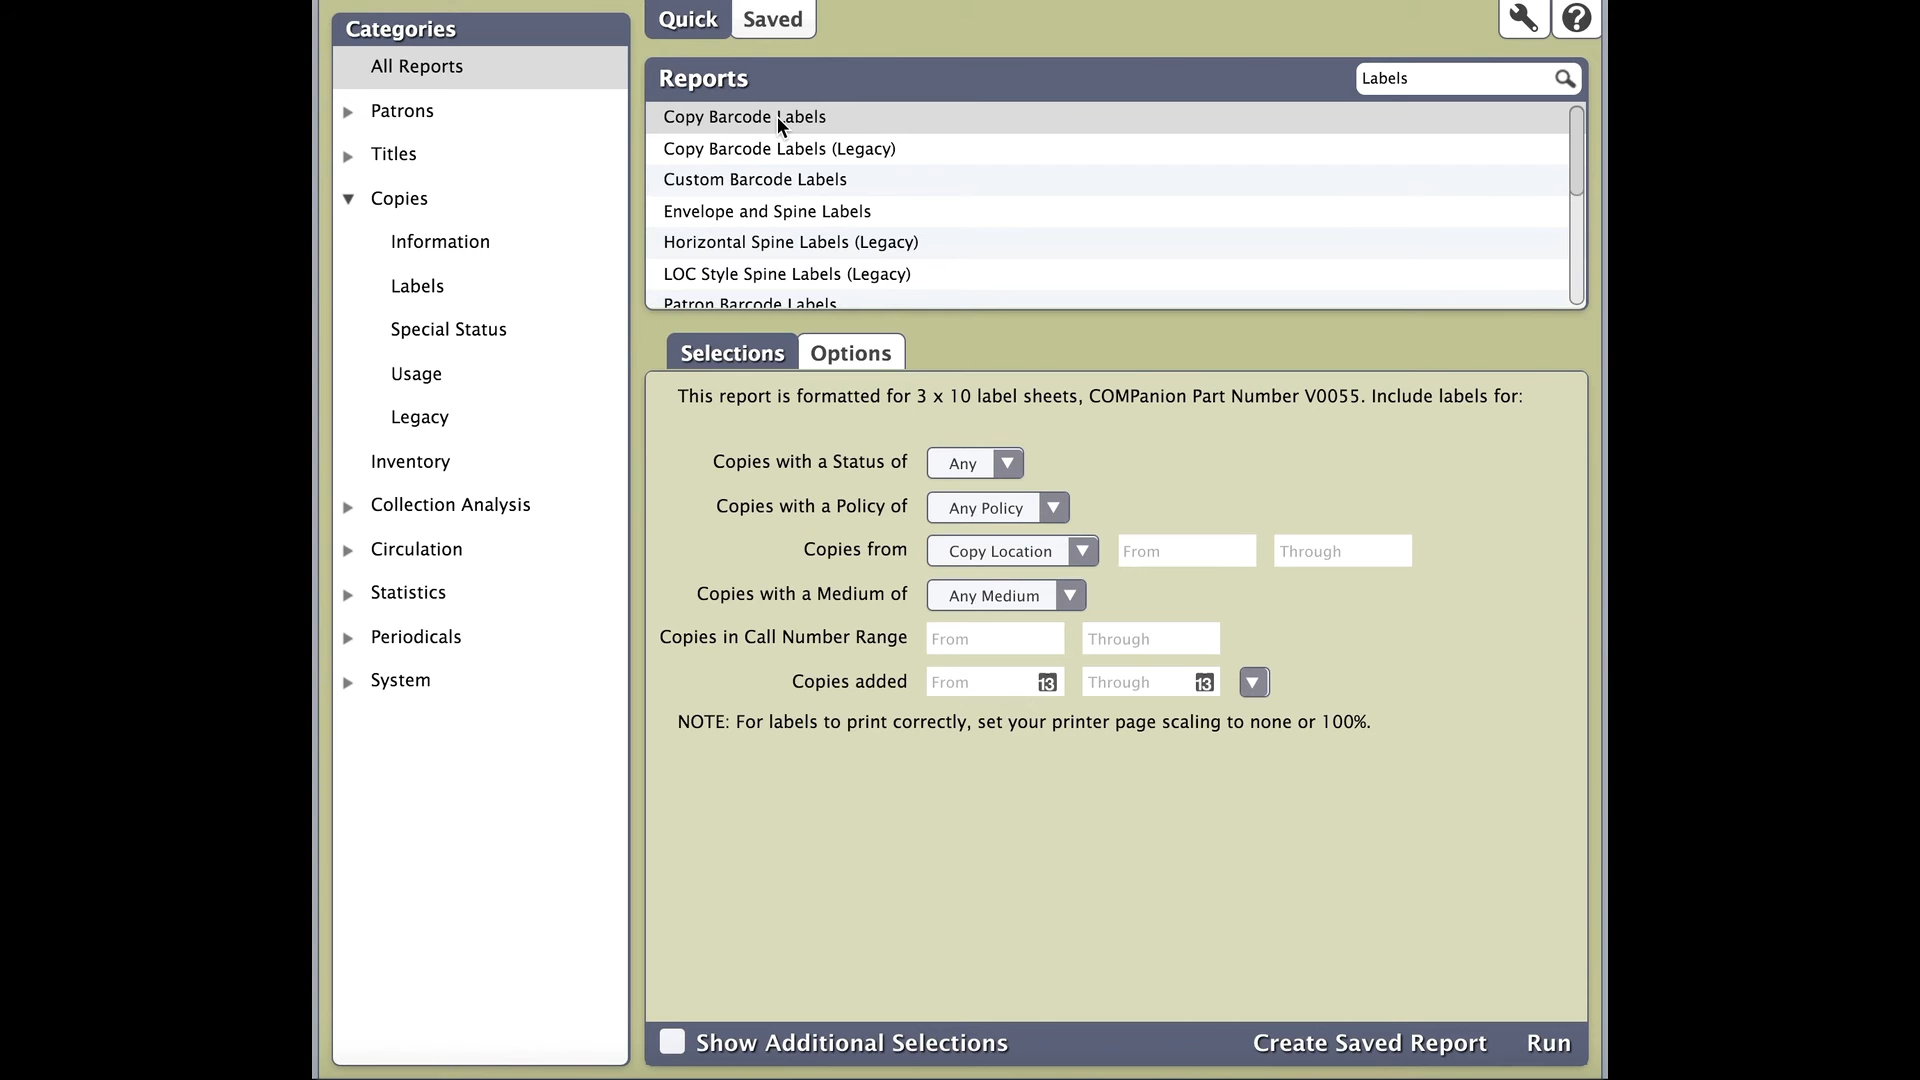 Categories
All Reports
Patrons
Titles
Copies
Information
Labels
Special Status
Usage
Legacy
Inventory
Collection Analysis
Circulation
Statistics
Periodicals
System
Quick Saved
Reports Labels
Copy Barcode Labels
Copy Barcode Labels (Legacy)
Custom Barcode Labels
Envelope and Spine Labels
Horizontal Spine Labels (Legacy)
LOC Style Spine Labels (Legacy)
Patron Barcode Labels
Selections Options
This report is formatted for 3 x 10 label sheets, COMPanion Part Number V0055. Include labels for:
Copies with a Status of Any
Copies with a Policy of Any Policy
Copies from Copy Location From Through
Copies with a Medium of Any Medium
Copies in Call Number Range From Through
Copies added From 13 Through 13
NOTE: For labels to print correctly, set your printer page scaling to none or 100%.
Show Additional Selections Create Saved Report Run